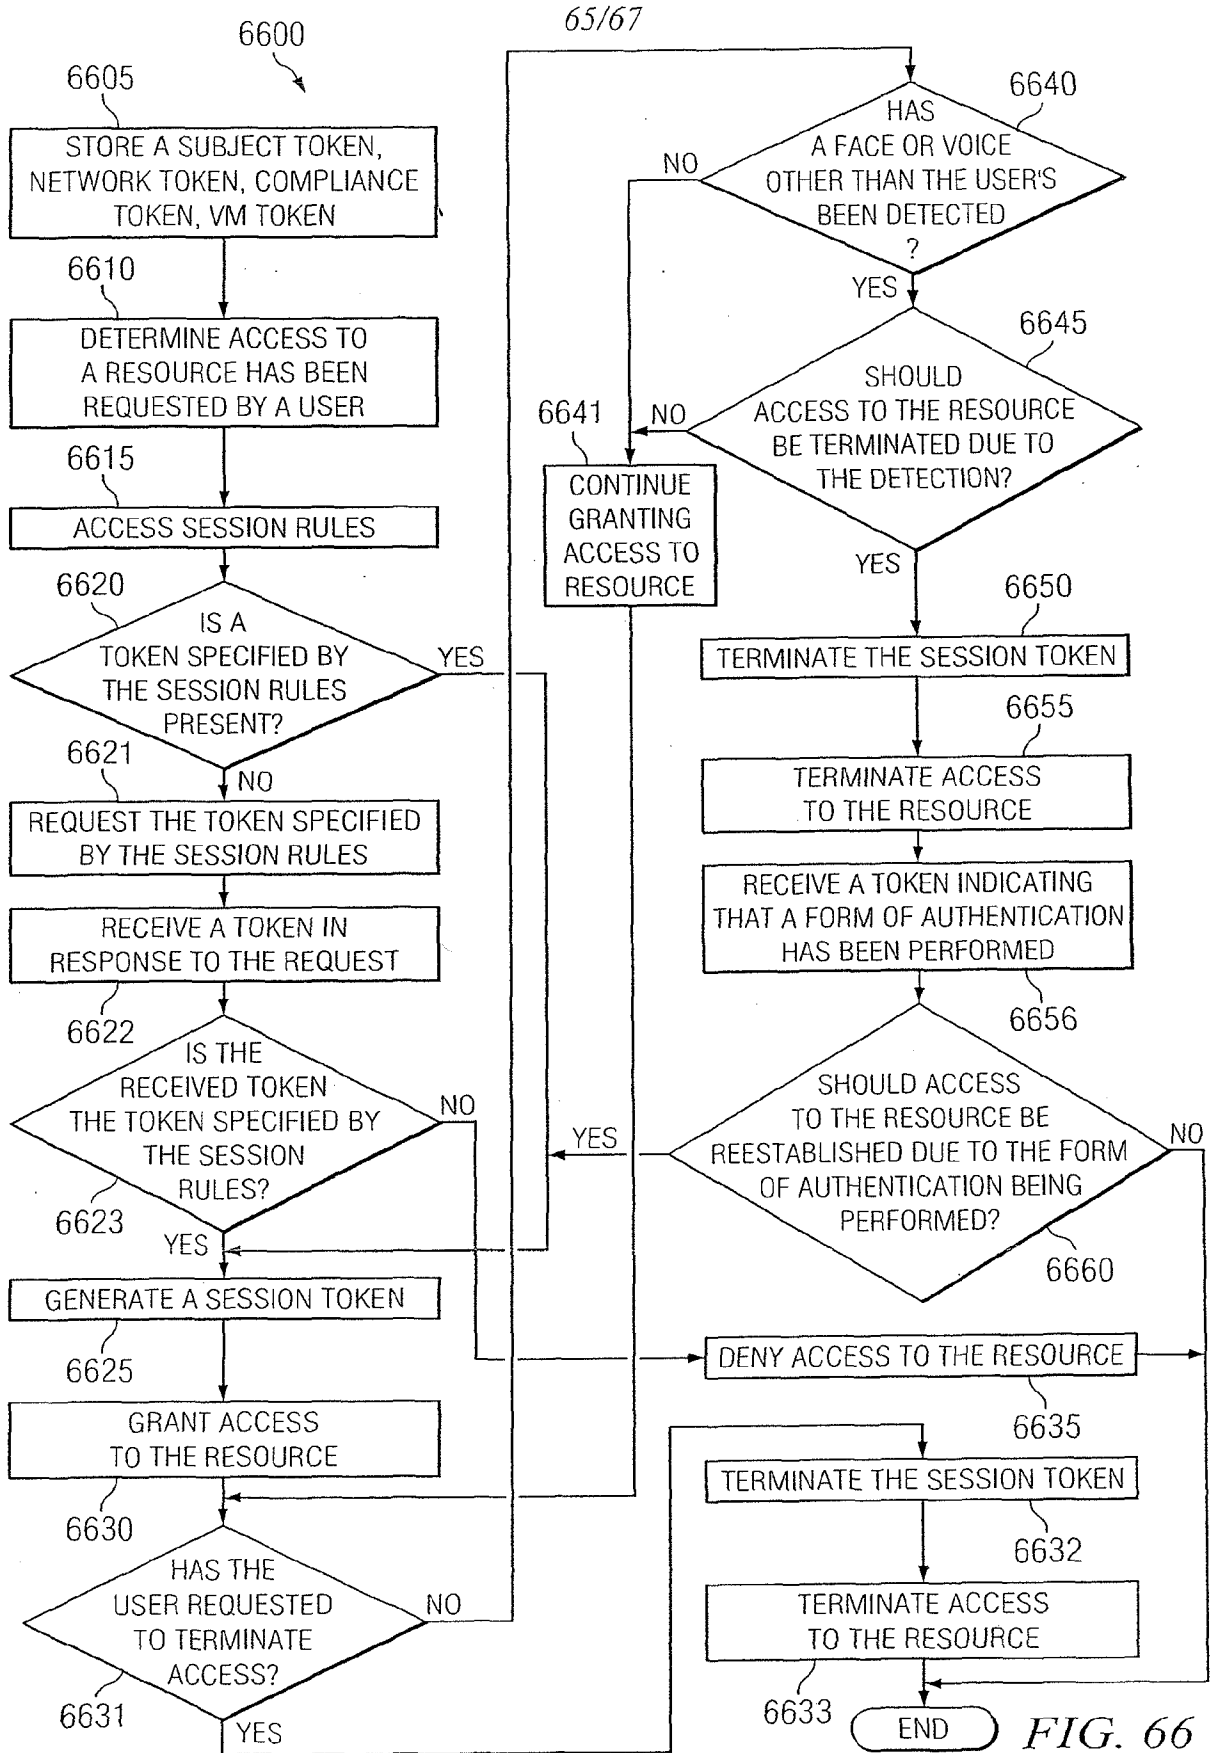 65/67
6600
6605
STORE A SUBJECT TOKEN,
NETWORK TOKEN, COMPLIANCE
TOKEN, VM TOKEN
6610
DETERMINE ACCESS TO
A RESOURCE HAS BEEN
REQUESTED BY A USER
6615
ACCESS SESSION RULES
6620
IS A
TOKEN SPECIFIED BY
THE SESSION RULES
PRESENT?
YES
6621
NO
REQUEST THE TOKEN SPECIFIED
BY THE SESSION RULES
RECEIVE A TOKEN IN
RESPONSE TO THE REQUEST
6622
IS THE
RECEIVED TOKEN
THE TOKEN SPECIFIED BY
THE SESSION
RULES?
NO
6623
YES
GENERATE A SESSION TOKEN
6625
GRANT ACCESS
TO THE RESOURCE
6630
HAS THE
USER REQUESTED
TO TERMINATE
ACCESS?
NO
6631
YES
6640
HAS
A FACE OR VOICE
OTHER THAN THE USER'S
BEEN DETECTED
?
NO
YES
6645
SHOULD
ACCESS TO THE RESOURCE
BE TERMINATED DUE TO
THE DETECTION?
NO
6641
CONTINUE
GRANTING
ACCESS TO
RESOURCE
YES
6650
TERMINATE THE SESSION TOKEN
6655
TERMINATE ACCESS
TO THE RESOURCE
RECEIVE A TOKEN INDICATING
THAT A FORM OF AUTHENTICATION
HAS BEEN PERFORMED
6656
SHOULD ACCESS
TO THE RESOURCE BE
REESTABLISHED DUE TO THE FORM
OF AUTHENTICATION BEING
PERFORMED?
YES
NO
6660
DENY ACCESS TO THE RESOURCE
6635
TERMINATE THE SESSION TOKEN
6632
TERMINATE ACCESS
TO THE RESOURCE
6633
END
FIG. 66